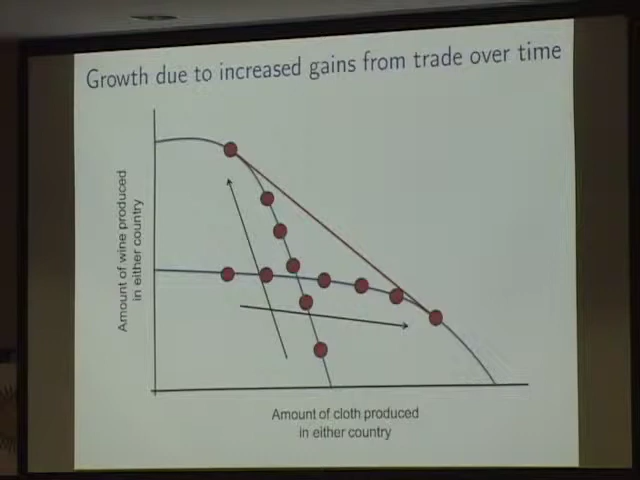 Growth due to increased gains from trade over time
Amount of wine produced
in either country
Amount of cloth produced
in either country